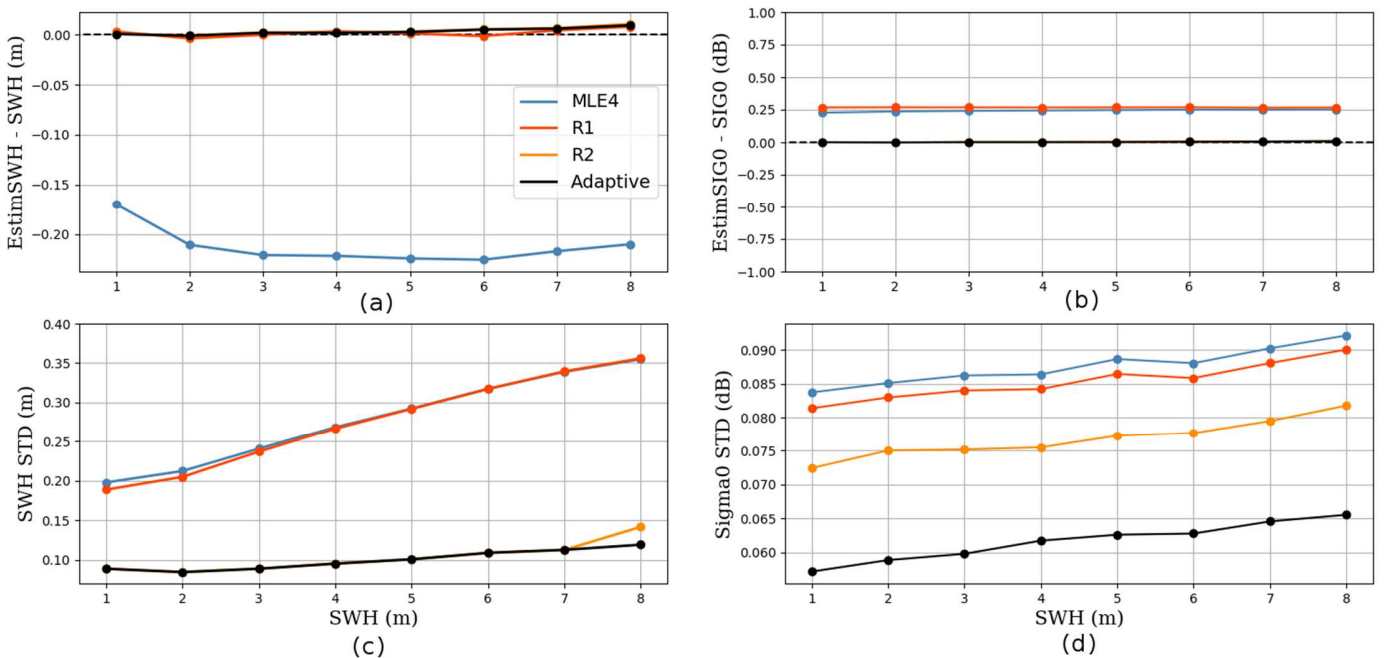 EstimSWH - SWH (m)
0.00
−0.05
−0.10
−0.15
−0.20
MLE4
R1
R2
Adaptive
1 2 3 4 5 6 7 8
(a)
EstimSIG0 - SIG0 (dB)
1.00
0.75
0.50
0.25
0.00
−0.25
−0.50
−0.75
−1.00
1 2 3 4 5 6 7 8
(b)
SWH STD (m)
0.40
0.35
0.30
0.25
0.20
0.15
0.10
1 2 3 4 5 6 7 8
SWH (m)
(c)
Sigma0 STD (dB)
0.090
0.085
0.080
0.075
0.070
0.065
0.060
1 2 3 4 5 6 7 8
SWH (m)
(d)